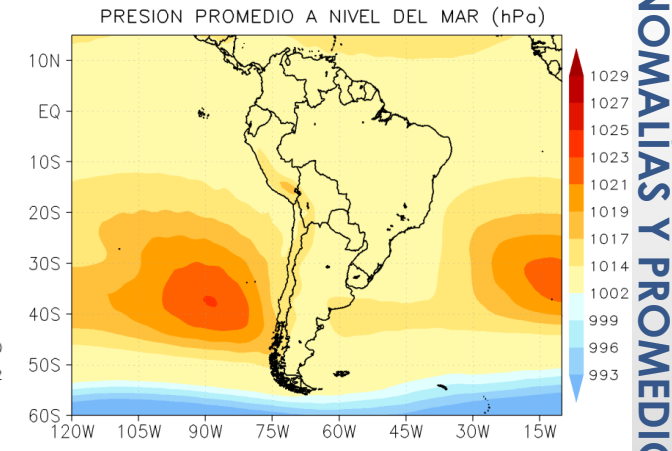 PRESION PROMEDIO A NIVEL DEL MAR (hPa)
10N
EQ
10S
20S
30S
40S
50S
60S
120W 105W 90W 75W 60W 45W 30W 15W
1029
1027
1025
1023
1021
1019
1017
1014
1002
999
996
993
NOMALIAS Y PROMEDIO
2